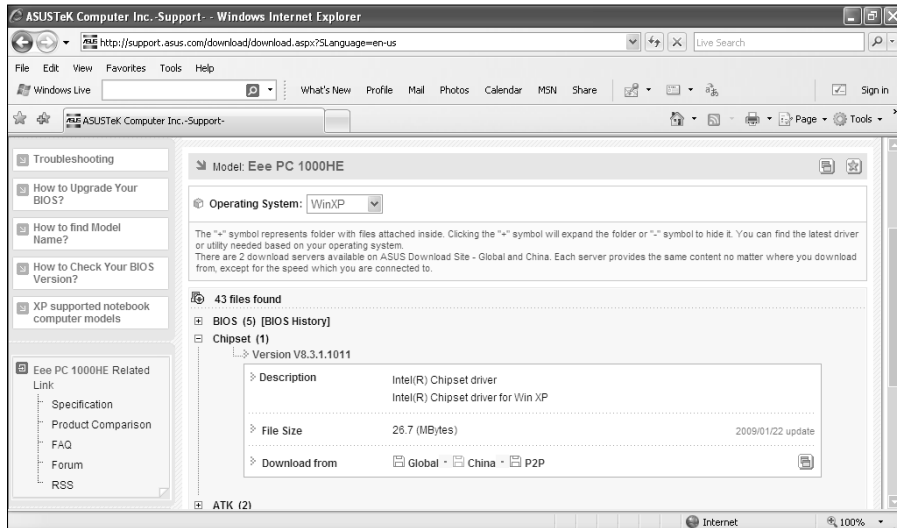 ASUSTeK Computer Inc. -Support- - Windows Internet Explorer
http://support.asus.com/download/download.aspx?SLanguage=en-us
Live Search
File Edit View Favorites Tools Help
Windows Live
What's New Profile Mail Photos Calendar MSN Share
Sign in
ASUSTeK Computer Inc.-Support-
Page Tools
Troubleshooting
How to Upgrade Your
BIOS?
How to find Model
Name?
How to Check Your BIOS
Version?
XP supported notebook
computer models
Eee PC 1000HE Related
Link
Specification
Product Comparison
FAQ
Forum
RSS
Model: Eee PC 1000HE
Operating System: WinXP
The "+" symbol represents folder with files attached inside. Clicking the "+" symbol will expand the folder or "-" symbol to hide it. You can find the latest driver
or utility needed based on your operating system.
There are 2 download servers available on ASUS Download Site - Global and China. Each server provides the same content no matter where you download
from, except for the speed which you are connected to.
43 files found
BIOS (5) [BIOS History]
Chipset (1)
Version V8.3.1.1011
Description
Intel(R) Chipset driver
Intel(R) Chipset driver for Win XP
File Size 26.7 (MBytes) 2009/01/22 update
Download from Global - China - P2P
ATK (2)
Internet 100%